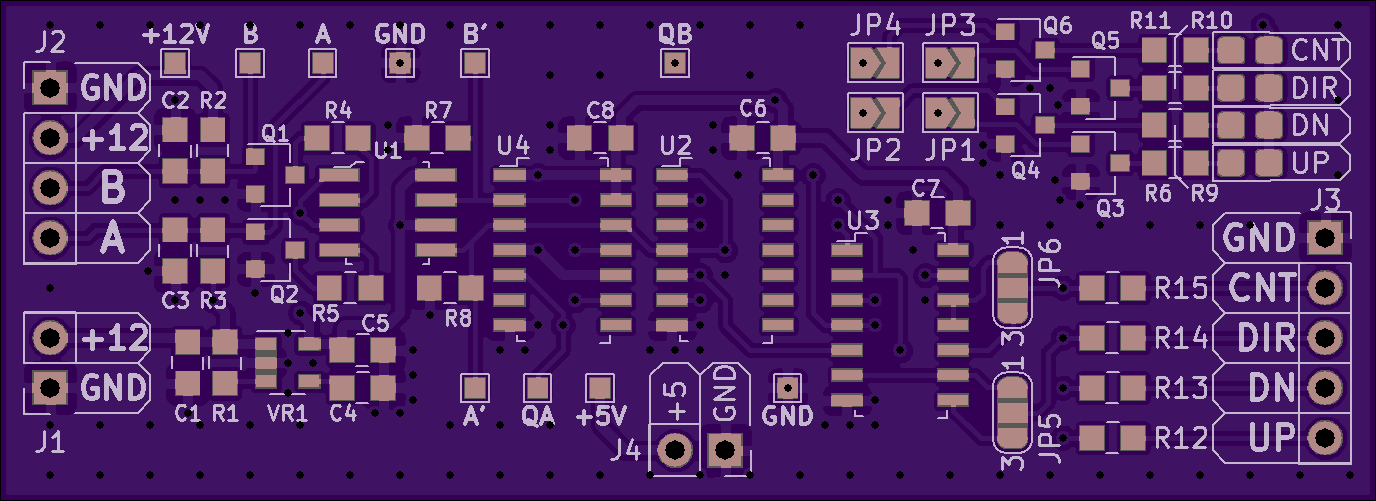 J2
+12V
B
A
GND
B′
QB
JP4
JP3
Q6
Q5
R11
R10
GND
+12
B
A
C2
R2
Q1
R4
R7
U1
U4
C8
U2
C6
JP2
JP1
Q4
Q3
R6
R9
CNT
DIR
DN
UP
C7
U3
J3
C3
R3
Q2
R5
R8
C5
+12
GND
J1
C1
R1
VR1
C4
A′
QA
+5V
J4
+5
GND
GND
1
JP6
3
1
JP5
3
R15
R14
R13
R12
GND
CNT
DIR
DN
UP